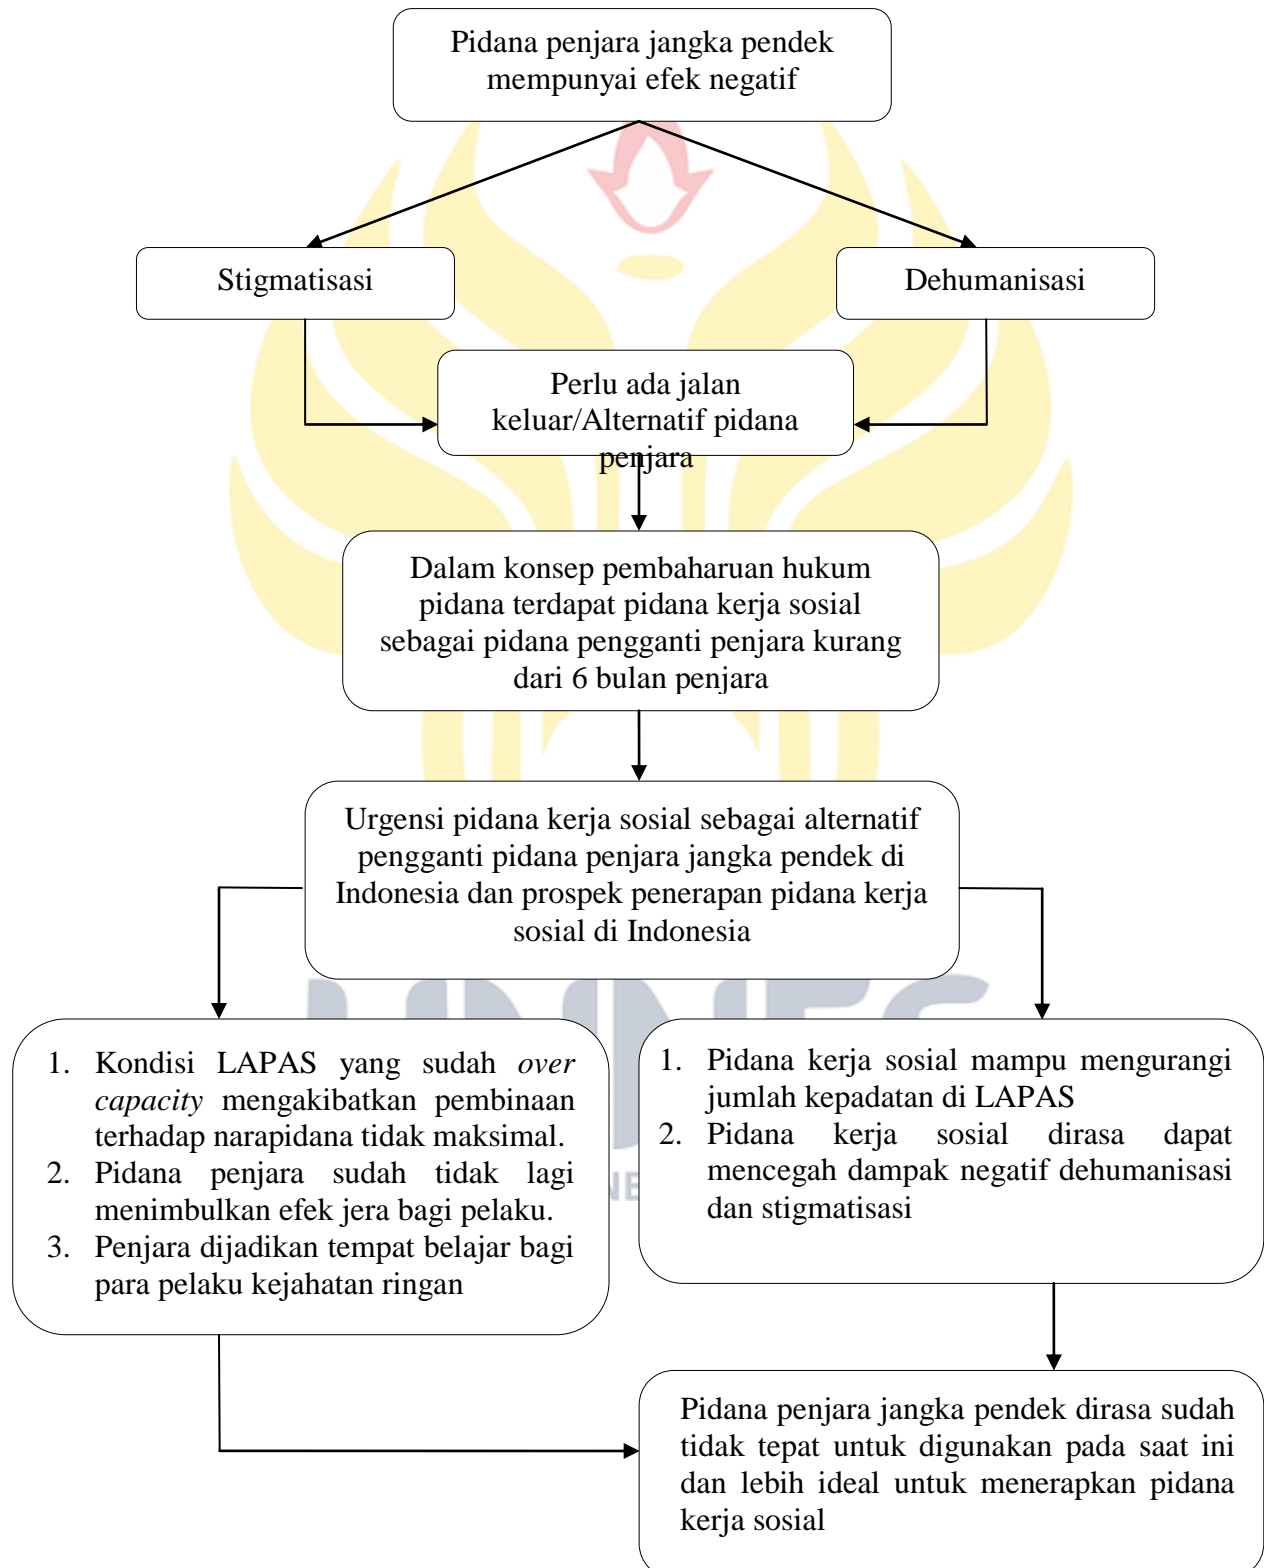 Pidana penjara jangka pendek
mempunyai efek negatif
Stigmatisasi
Dehumanisasi
Perlu ada jalan
keluar/Alternatif pidana
penjara
Dalam konsep pembaharuan hukum
pidana terdapat pidana kerja sosial
sebagai pidana pengganti penjara kurang
dari 6 bulan penjara
Urgensi pidana kerja sosial sebagai alternatif
pengganti pidana penjara jangka pendek di
Indonesia dan prospek penerapan pidana kerja
sosial di Indonesia
1. Kondisi LAPAS yang sudah over
capacity mengakibatkan pembinaan
terhadap narapidana tidak maksimal.
2. Pidana penjara sudah tidak lagi
menimbulkan efek jera bagi pelaku.
3. Penjara dijadikan tempat belajar bagi
para pelaku kejahatan ringan
1. Pidana kerja sosial mampu mengurangi
jumlah kepadatan di LAPAS
2. Pidana kerja sosial dirasa dapat
mencegah dampak negatif dehumanisasi
dan stigmatisasi
Pidana penjara jangka pendek dirasa sudah
tidak tepat untuk digunakan pada saat ini
dan lebih ideal untuk menerapkan pidana
kerja sosial